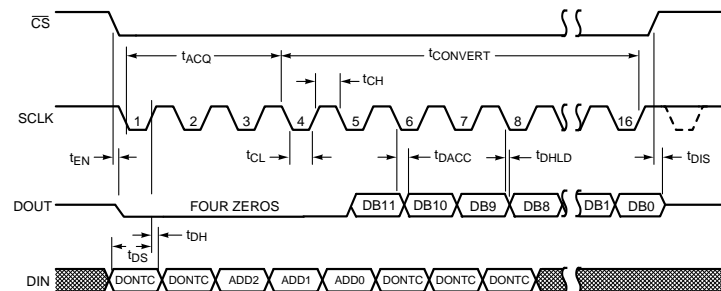 CS
tACQ tCONVERT
tCH
SCLK 1 2 3 4 5 6 7 8 16
tEN tCL tDACC tDHLD tDIS
DOUT FOUR ZEROS DB11 DB10 DB9 DB8 DB1 DB0
tDH
tDS
DIN DONTC DONTC ADD2 ADD1 ADD0 DONTC DONTC DONTC